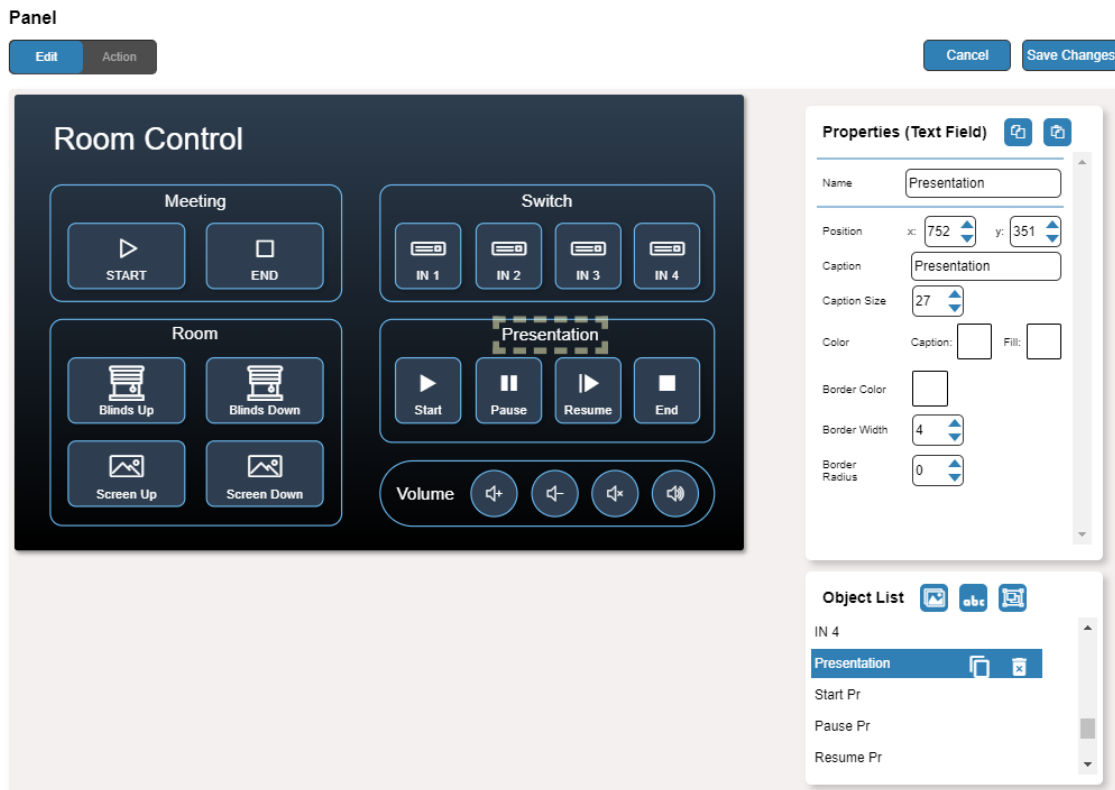 Panel
Edit Action Cancel Save Changes
Room Control
Meeting
START END
Switch
IN 1 IN 2 IN 3 IN 4
Room
Blinds Up Blinds Down
Screen Up Screen Down
Presentation
Start Pause Resume End
Volume
Properties (Text Field)
Name Presentation
Position x: 752 y: 351
Caption Presentation
Caption Size 27
Color Caption: Fill:
Border Color
Border Width 4
Border
Radius 0
Object List abc
IN 4
Presentation
Start Pr
Pause Pr
Resume Pr